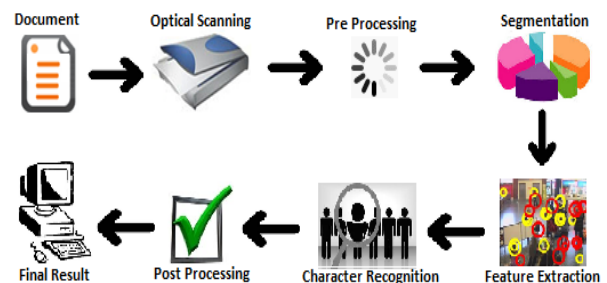 Document
Optical Scanning
Pre Processing
Segmentation
Final Result
Post Processing
Character Recognition
Feature Extraction